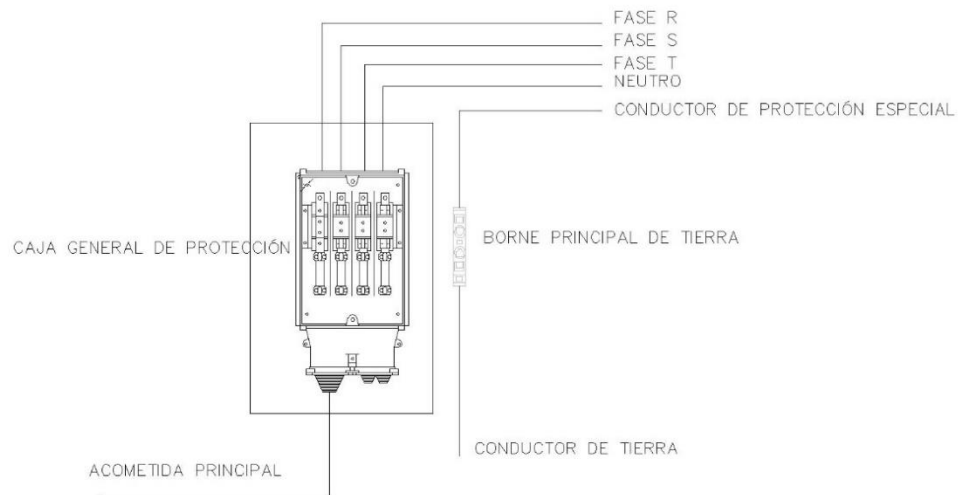 FASE R
FASE S
FASE T
NEUTRO
CONDUCTOR DE PROTECCIÓN ESPECIAL
CAJA GENERAL DE PROTECCIÓN
BORNE PRINCIPAL DE TIERRA
CONDUCTOR DE TIERRA
ACOMETIDA PRINCIPAL